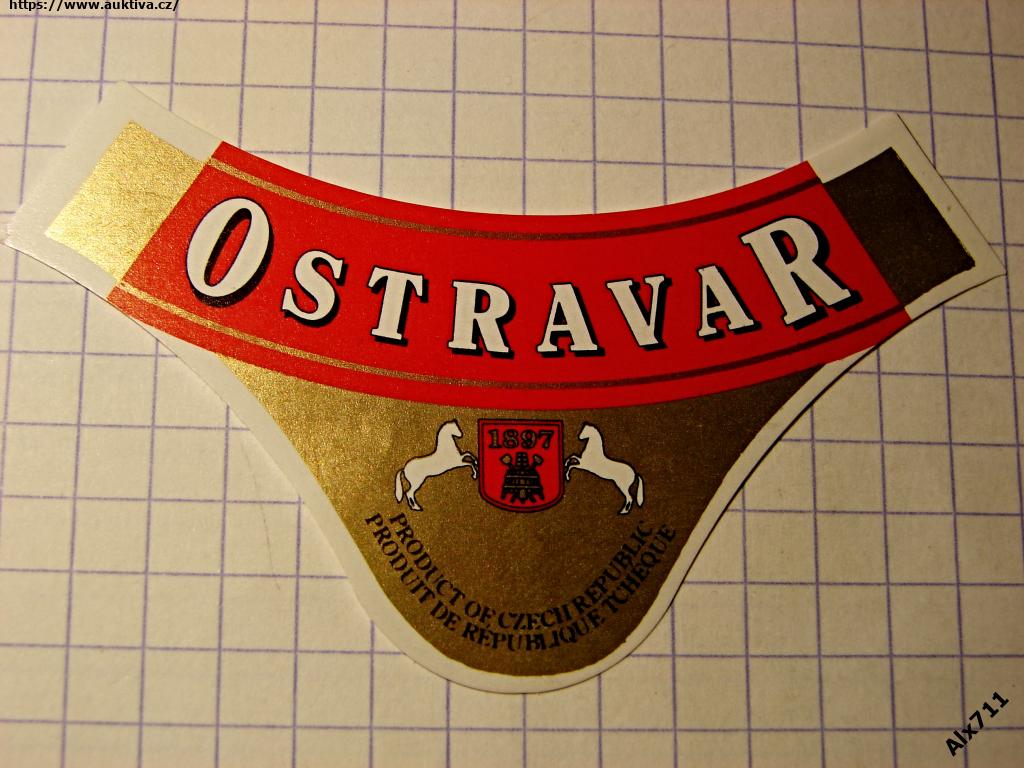 https://www.auktiva.cz/
OSTRAVAR
1897
PRODUCT OF CZECH REPUBLIC
PRODUIT DE RÉPUBLIQUE TCHÈQUE
Alx711